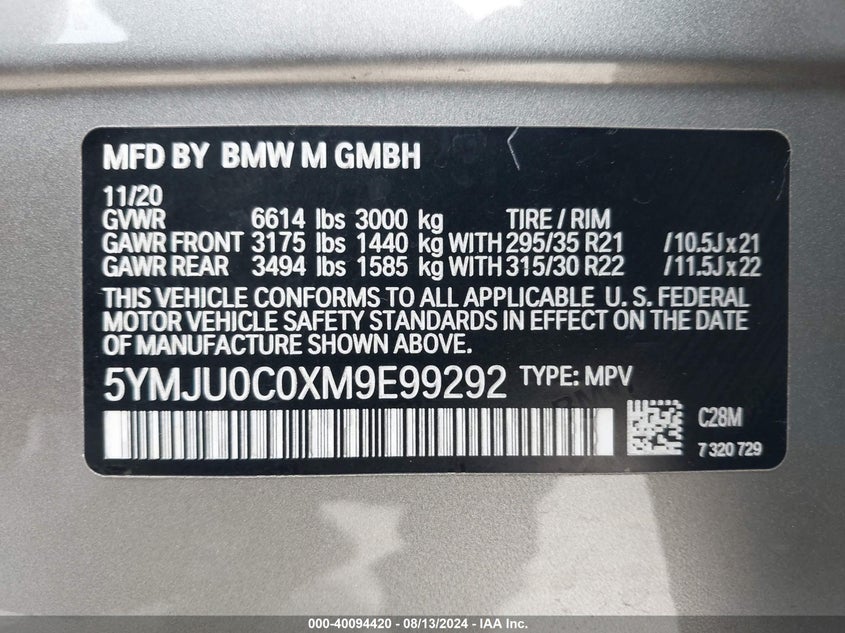 MFD BY BMW M GMBH
11/20
GVWR 6614 lbs 3000 kg TIRE / RIM
GAWR FRONT 3175 lbs 1440 kg WITH 295/35 R21 /10.5J x 21
GAWR REAR 3494 lbs 1585 kg WITH 315/30 R22 /11.5J x 22
THIS VEHICLE CONFORMS TO ALL APPLICABLE U. S. FEDERAL
MOTOR VEHICLE SAFETY STANDARDS IN EFFECT ON THE DATE
OF MANUFACTURE SHOWN ABOVE.
5YMJU0C0XM9E99292 TYPE: MPV
C28M
7 320 729
000-40094420 - 08/13/2024 - IAA Inc.